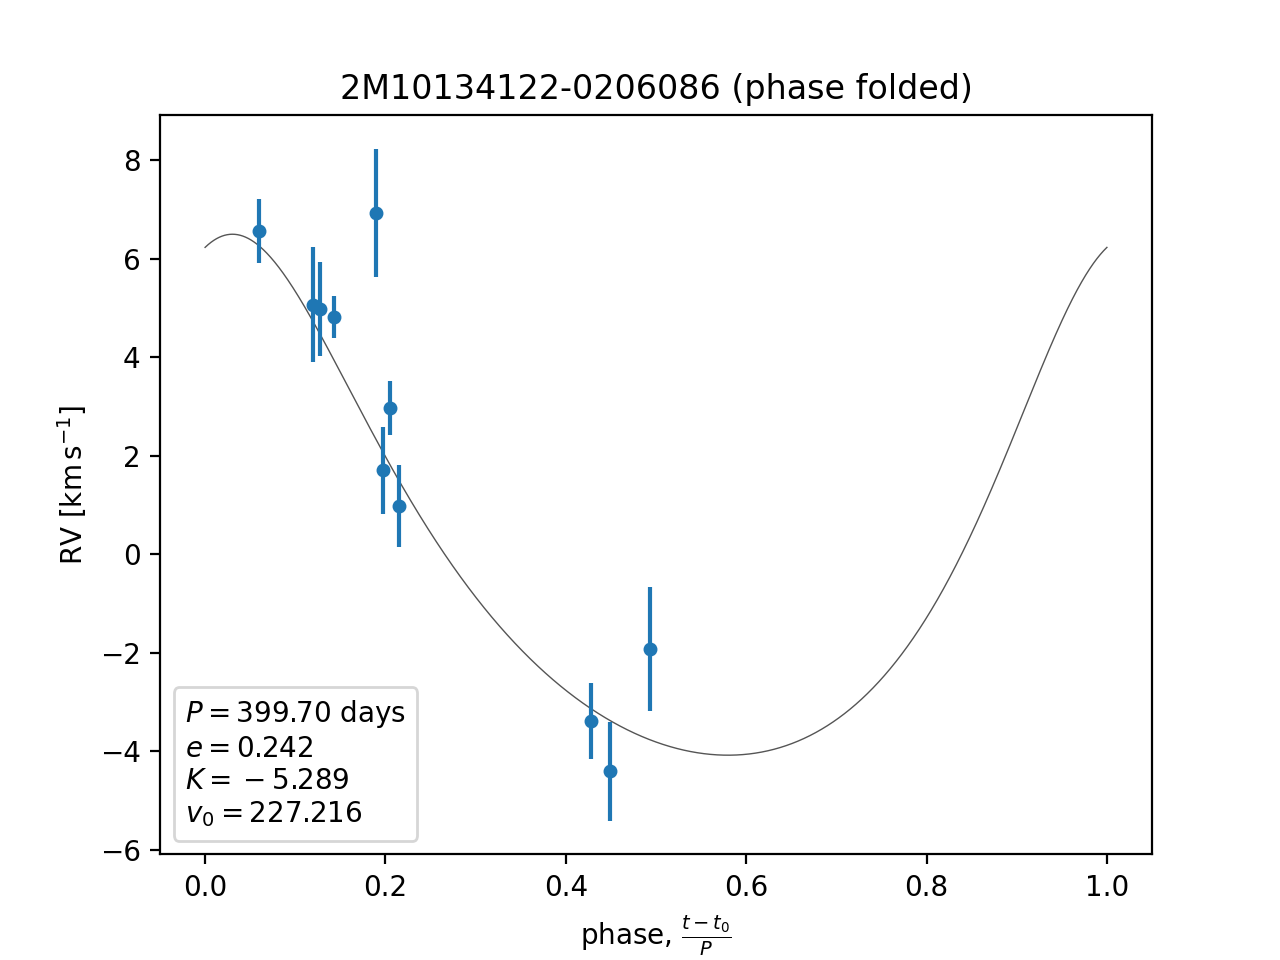 2M10134122-0206086 (phase folded)
RV [km s⁻¹]
8
6
4
2
0
−2
−4
−6
P = 399.70 days
e = 0.242
K = −5.289
v₀ = 227.216
0.0 0.2 0.4 0.6 0.8 1.0
phase, (t − t₀)/P